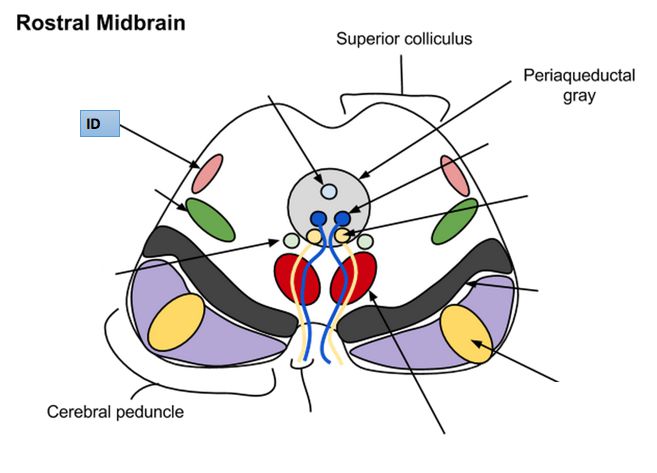 Rostral Midbrain
Superior colliculus
Periaqueductal
gray
ID
Cerebral peduncle